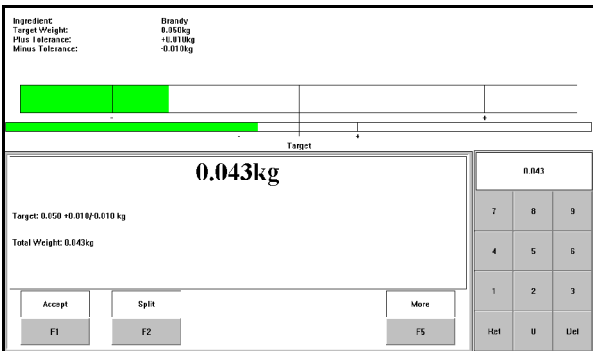 Ingredient: Brandy
Target Weight: 0.050kg
Plus Tolerance: +0.010kg
Minus Tolerance: -0.010kg
- +
- +
Target
0.043kg
0.043
Target: 0.050 +0.010/-0.010 kg
Total Weight: 0.043kg
7 8 9
4 5 6
1 2 3
Ret 0 Del
Accept Split More
F1 F2 F5